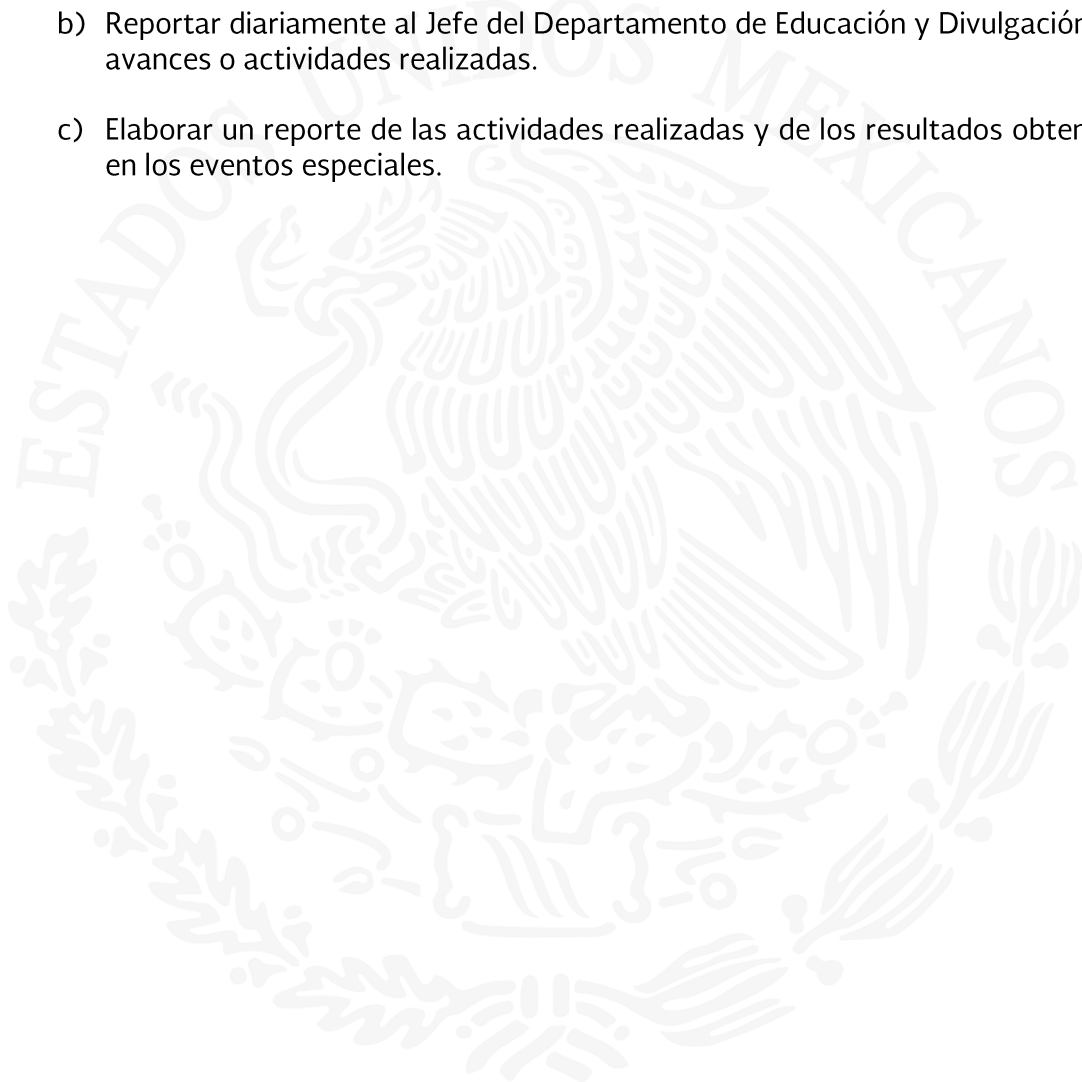 b) Reportar diariamente al Jefe del Departamento de Educación y Divulgación
avances o actividades realizadas.
c) Elaborar un reporte de las actividades realizadas y de los resultados obten
en los eventos especiales.
ESTADOS UNIDOS MEXICANOS